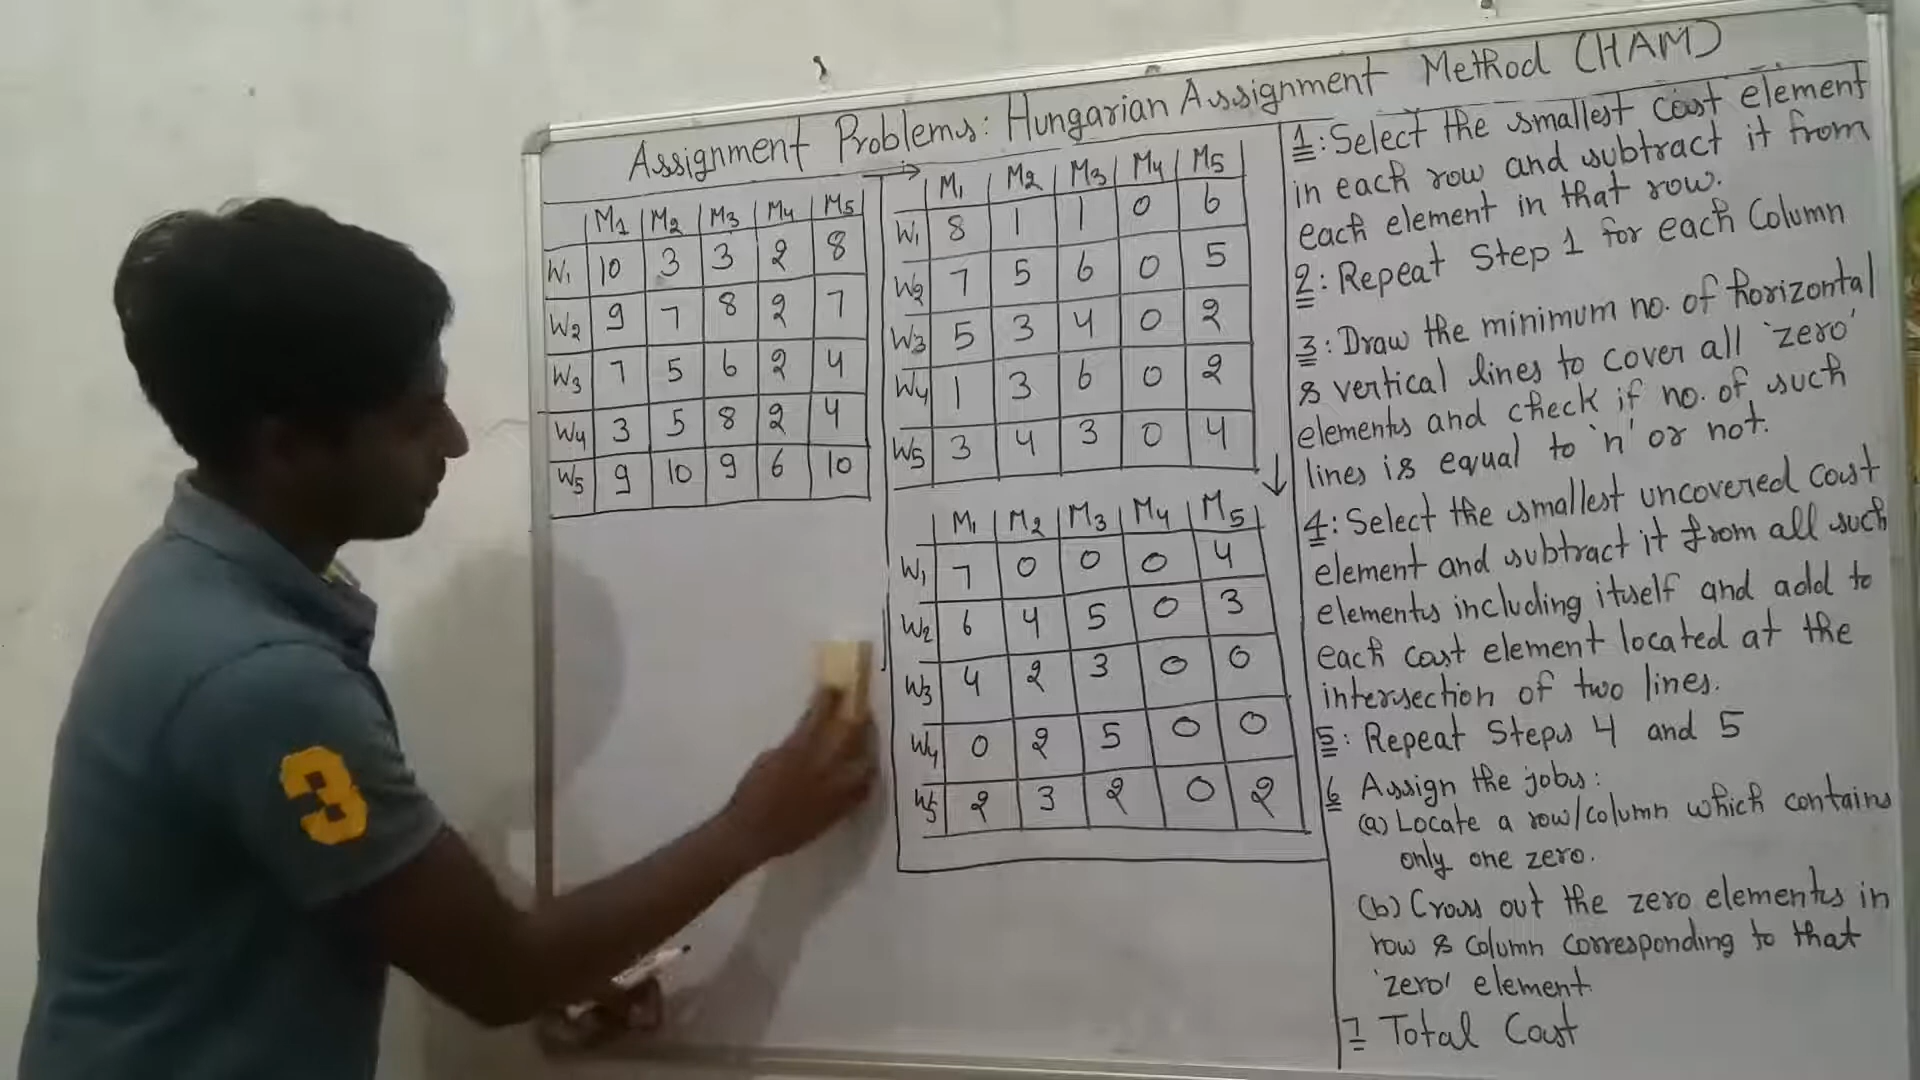 Assignment Problems: Hungarian Assignment Method (HAM)
M1 M2 M3 M4 M5
W1 10 3 3 2 8
W2 9 7 8 2 7
W3 7 5 6 2 4
W4 3 5 8 2 4
W5 9 10 9 6 10
→ M1 M2 M3 M4 M5
W1 8 1 1 0 6
W2 7 5 6 0 5
W3 5 3 4 0 2
W4 1 3 6 0 2
W5 3 4 3 0 4
↓
M1 M2 M3 M4 M5
W1 7 0 0 0 4
W2 6 4 5 0 3
W3 4 2 3 0 0
W4 0 2 5 0 0
W5 2 3 2 0 2
1: Select the smallest cost element
in each row and subtract it from
each element in that row.
2: Repeat Step 1 for each Column
3: Draw the minimum no. of horizontal
& vertical lines to cover all 'zero'
elements and check if no. of such
lines is equal to 'n' or not.
4: Select the smallest uncovered cost
element and subtract it from all such
elements including itself and add to
each cost element located at the
intersection of two lines.
5: Repeat Steps 4 and 5
6 Assign the jobs:
(a) Locate a row/column which contains
only one zero.
(b) Cross out the zero elements in
row & column corresponding to that
'zero' element.
7 Total Cost
3